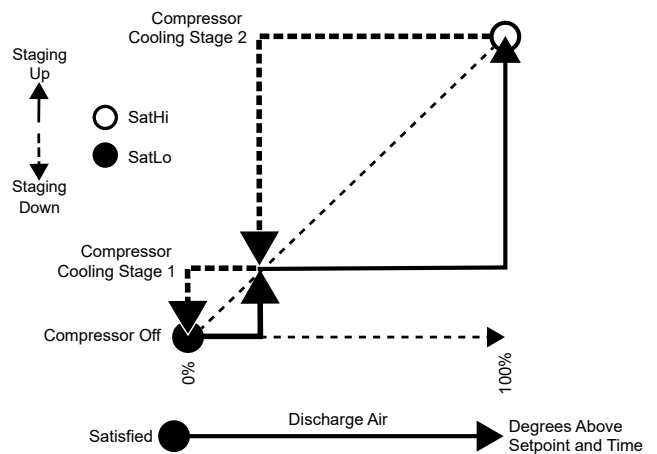 Compressor
Cooling Stage 2
Staging
Up
SatHi
SatLo
Staging
Down
Compressor
Cooling Stage 1
Compressor Off
0%
100%
Discharge Air
Satisfied
Degrees Above
Setpoint and Time